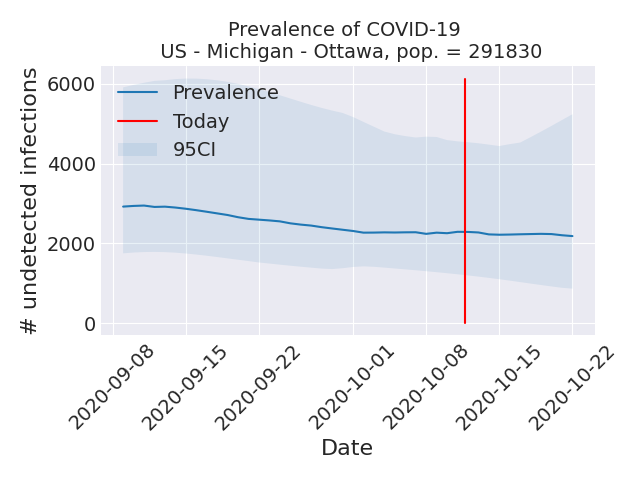 Prevalence of COVID-19
US - Michigan - Ottawa, pop. = 291830
# undetected infections
6000
4000
2000
0
Prevalence
Today
95CI
2020-09-08
2020-09-15
2020-09-22
2020-10-01
2020-10-08
2020-10-15
2020-10-22
Date